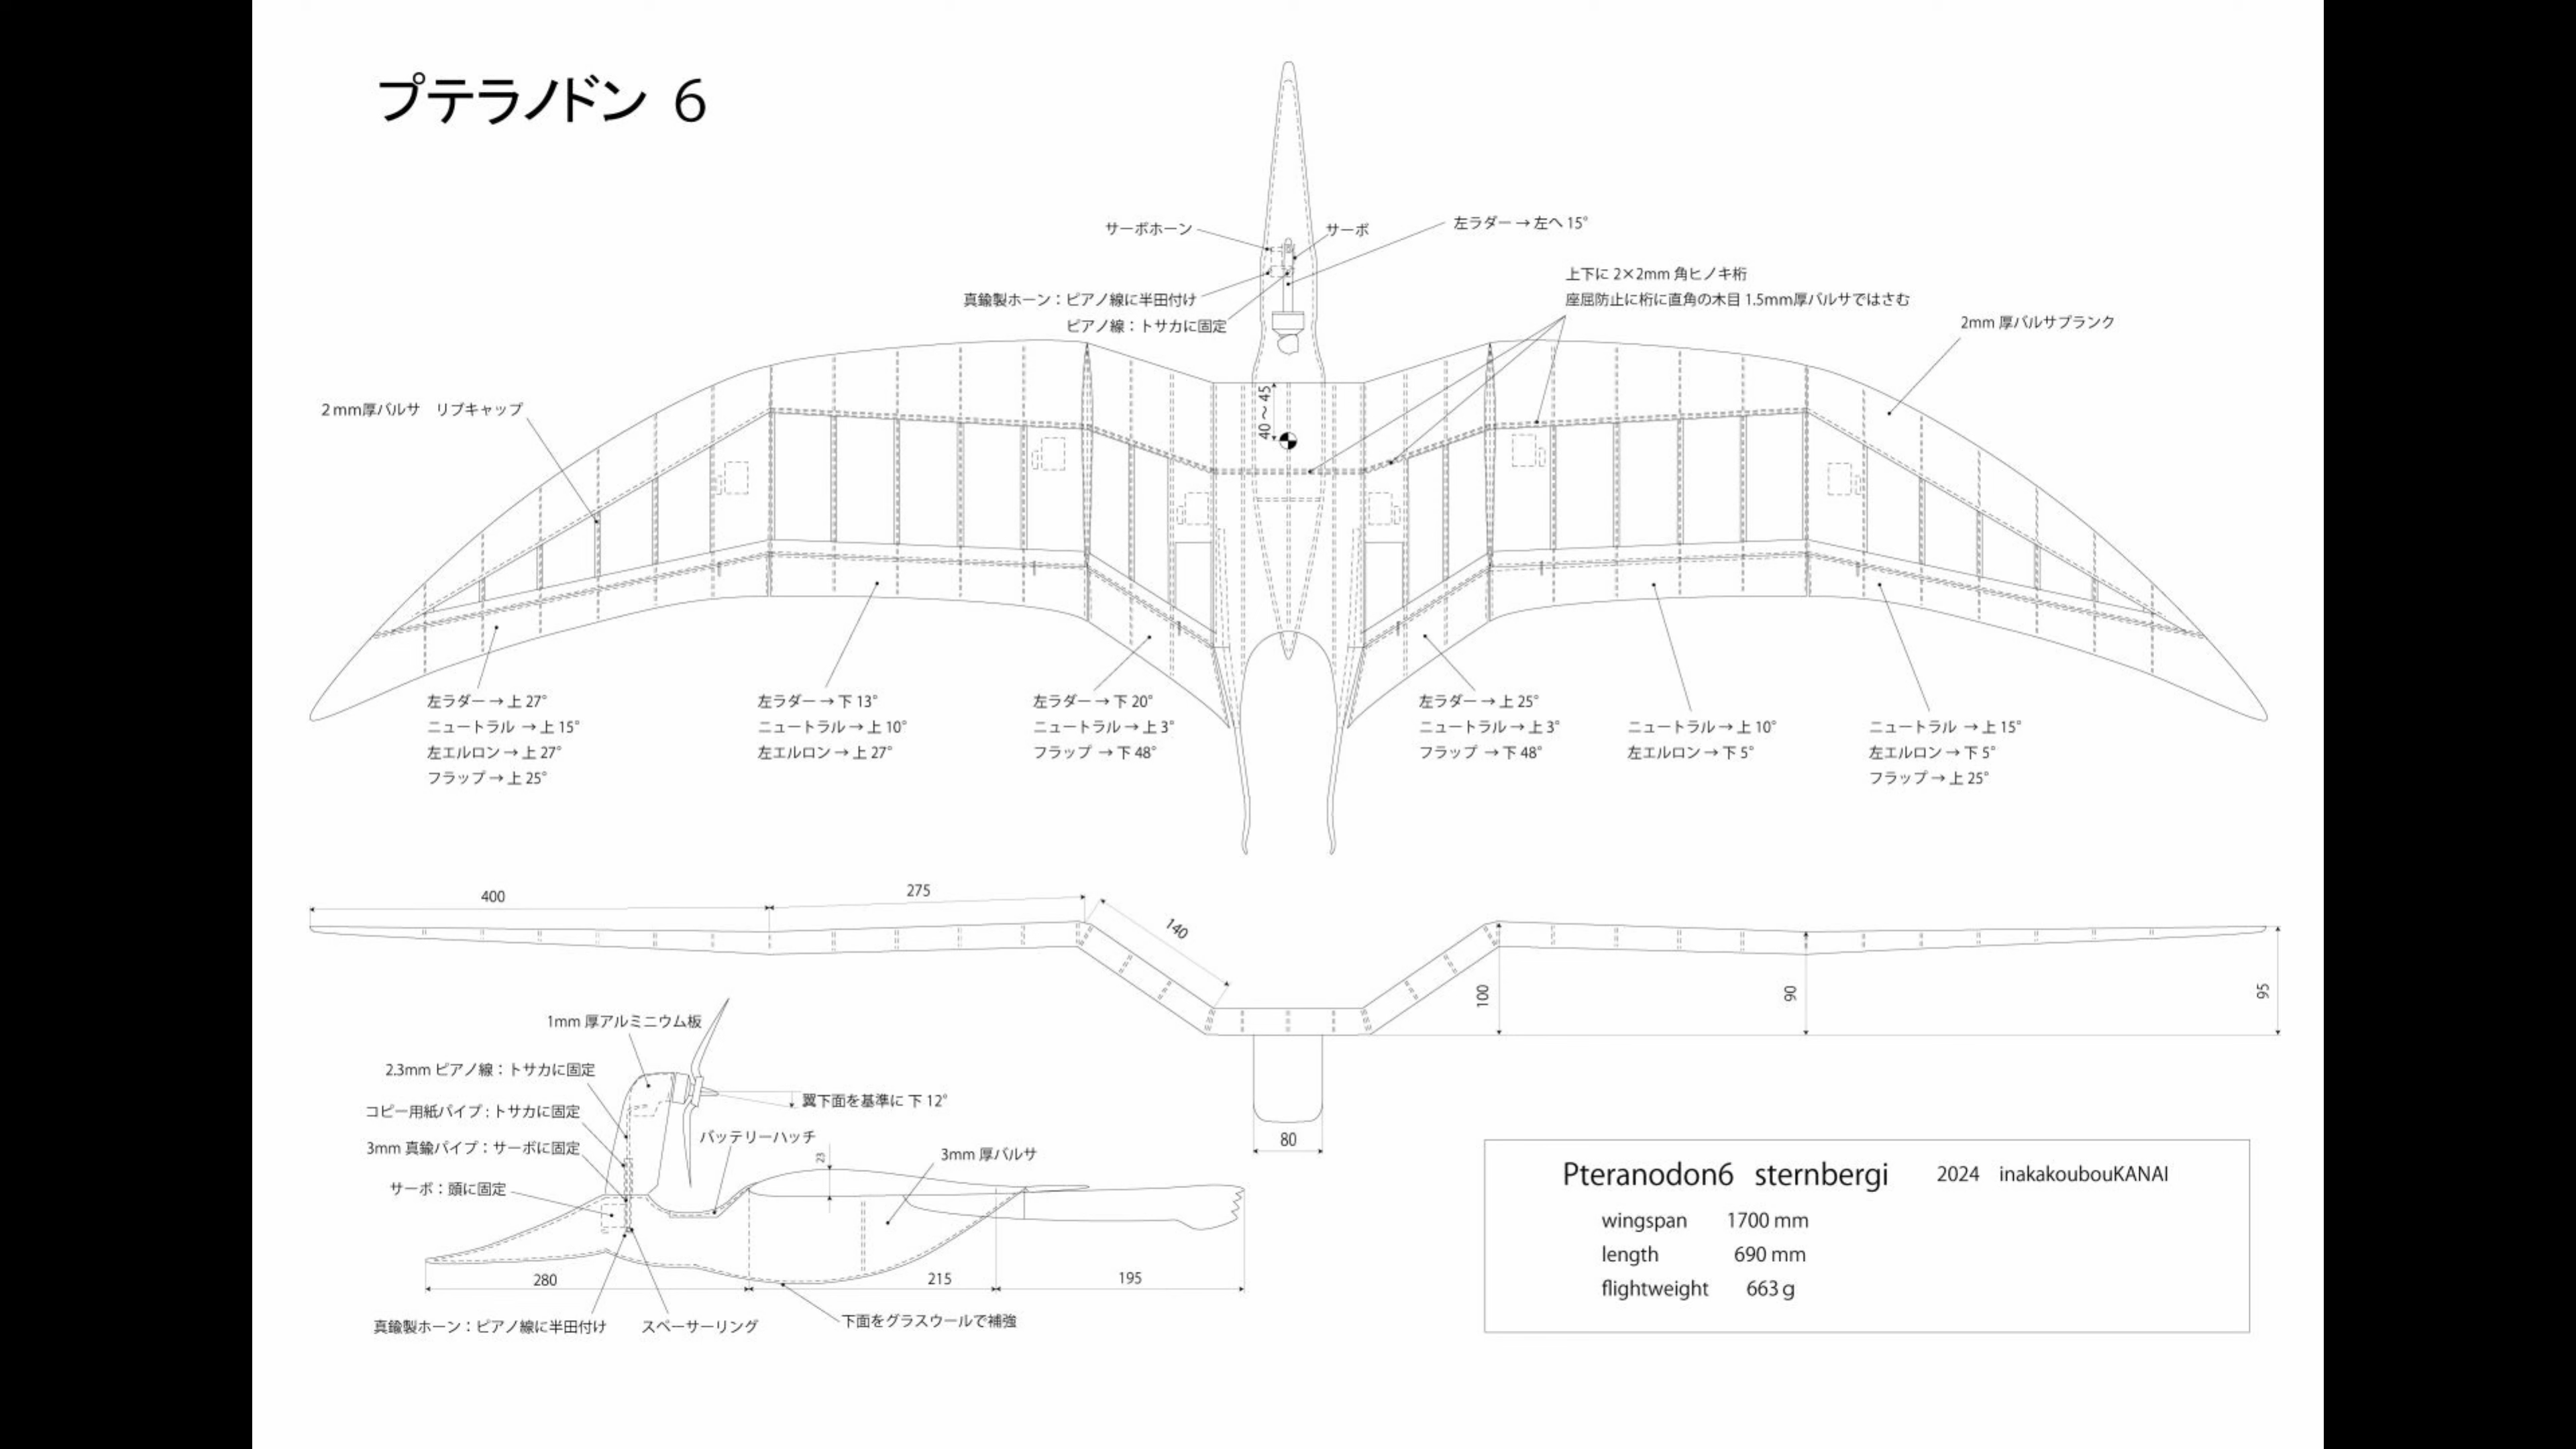 プテラノドン 6
サーボホーン
サーボ
左ラダー → 左へ 15°
真鍮製ホーン：ピアノ線に半田付け
ピアノ線：トサカに固定
上下に 2×2mm 角ヒノキ桁
座屈防止に桁に直角の木目 1.5mm厚バルサではさむ
2mm 厚バルサプランク
2mm厚バルサ　リブキャップ
40 ～ 45
左ラダー → 上 27°
ニュートラル → 上 15°
左エルロン → 上 27°
フラップ → 上 25°
左ラダー → 下 13°
ニュートラル → 上 10°
左エルロン → 上 27°
左ラダー → 下 20°
ニュートラル → 上 3°
フラップ → 下 48°
左ラダー → 上 25°
ニュートラル → 上 3°
フラップ → 下 48°
ニュートラル → 上 10°
左エルロン → 下 5°
ニュートラル → 上 15°
左エルロン → 下 5°
フラップ → 上 25°
400
275
140
100
90
95
80
1mm 厚アルミニウム板
2.3mm ピアノ線：トサカに固定
コピー用紙パイプ：トサカに固定
3mm 真鍮パイプ：サーボに固定
サーボ：頭に固定
翼下面を基準に 下 12°
バッテリーハッチ
23
3mm 厚バルサ
280
215
195
真鍮製ホーン：ピアノ線に半田付け
スペーサーリング
下面をグラスウールで補強
Pteranodon6 sternbergi 2024 inakakoubouKANAI
wingspan 1700 mm
length 690 mm
flightweight 663 g